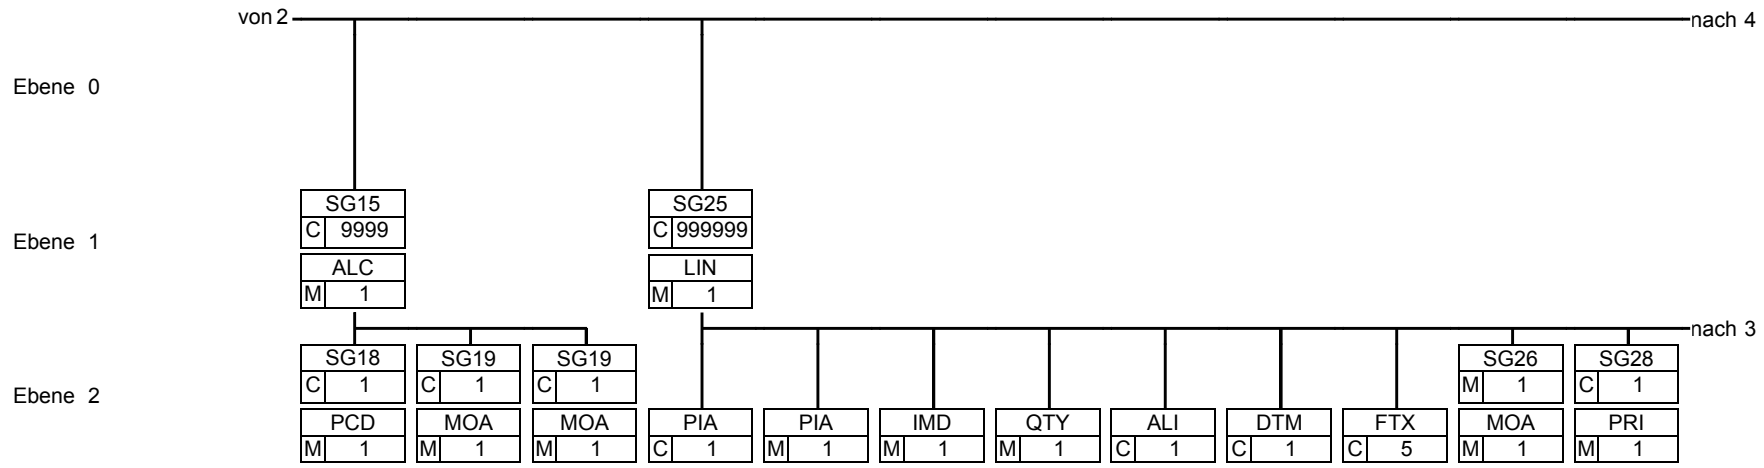 von 2 nach 4
Ebene 0
SG15 SG25
C 9999 C 999999
Ebene 1
ALC LIN
M 1 M 1
nach 3
SG18 SG19 SG19 SG26 SG28
C 1 C 1 C 1 M 1 C 1
Ebene 2
PCD MOA MOA PIA PIA IMD QTY ALI DTM FTX MOA PRI
M 1 M 1 M 1 C 1 M 1 M 1 M 1 C 1 C 1 C 5 M 1 M 1